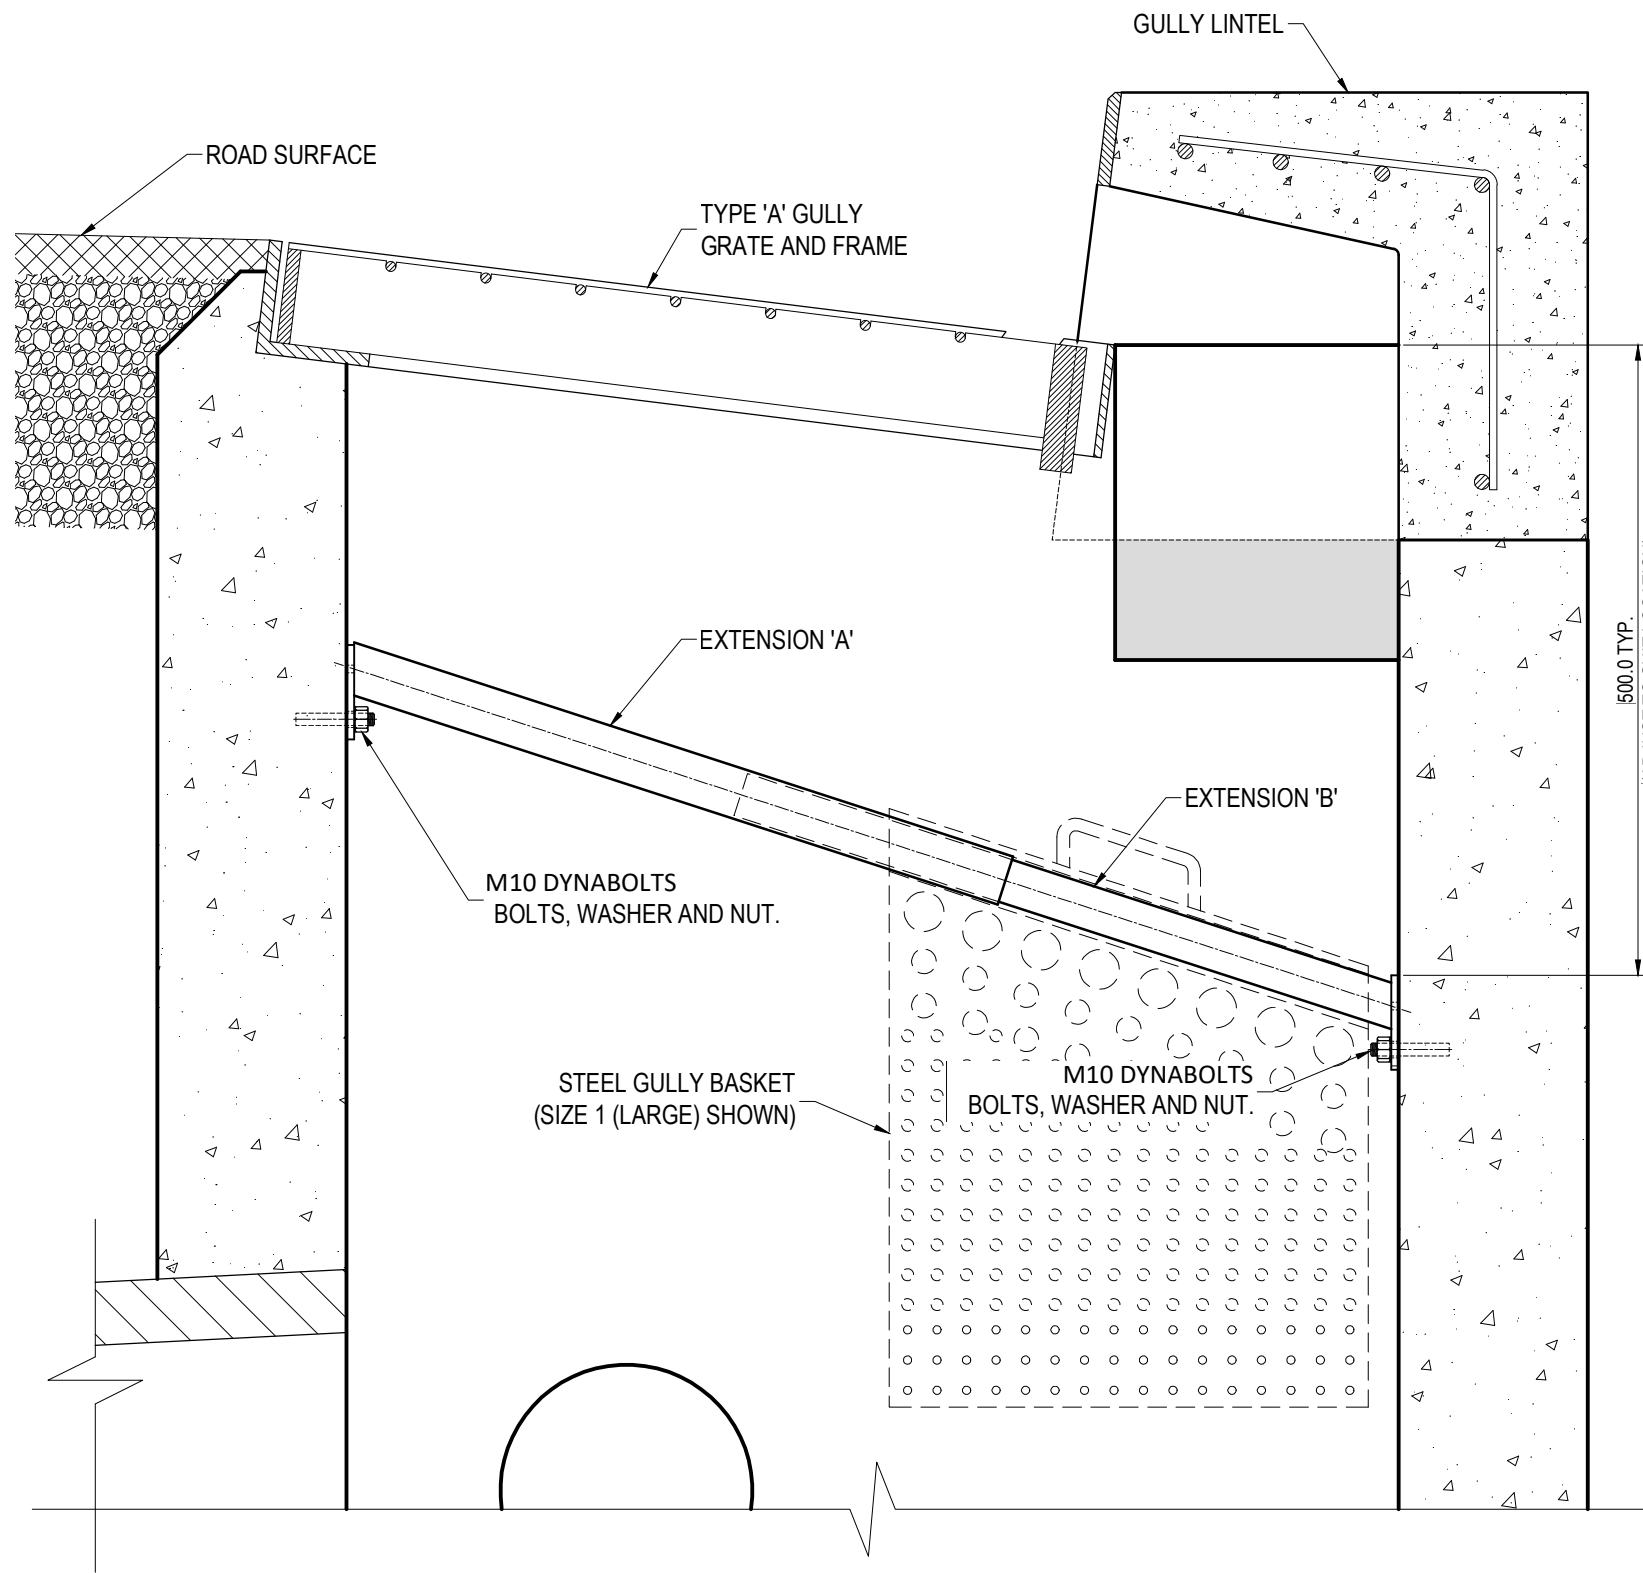 GULLY LINTEL
ROAD SURFACE
TYPE 'A' GULLY
GRATE AND FRAME
EXTENSION 'A'
500.0 TYP.
EXTENSION 'B'
M10 DYNABOLTS
BOLTS, WASHER AND NUT.
STEEL GULLY BASKET
(SIZE 1 (LARGE) SHOWN)
M10 DYNABOLTS
BOLTS, WASHER AND NUT.